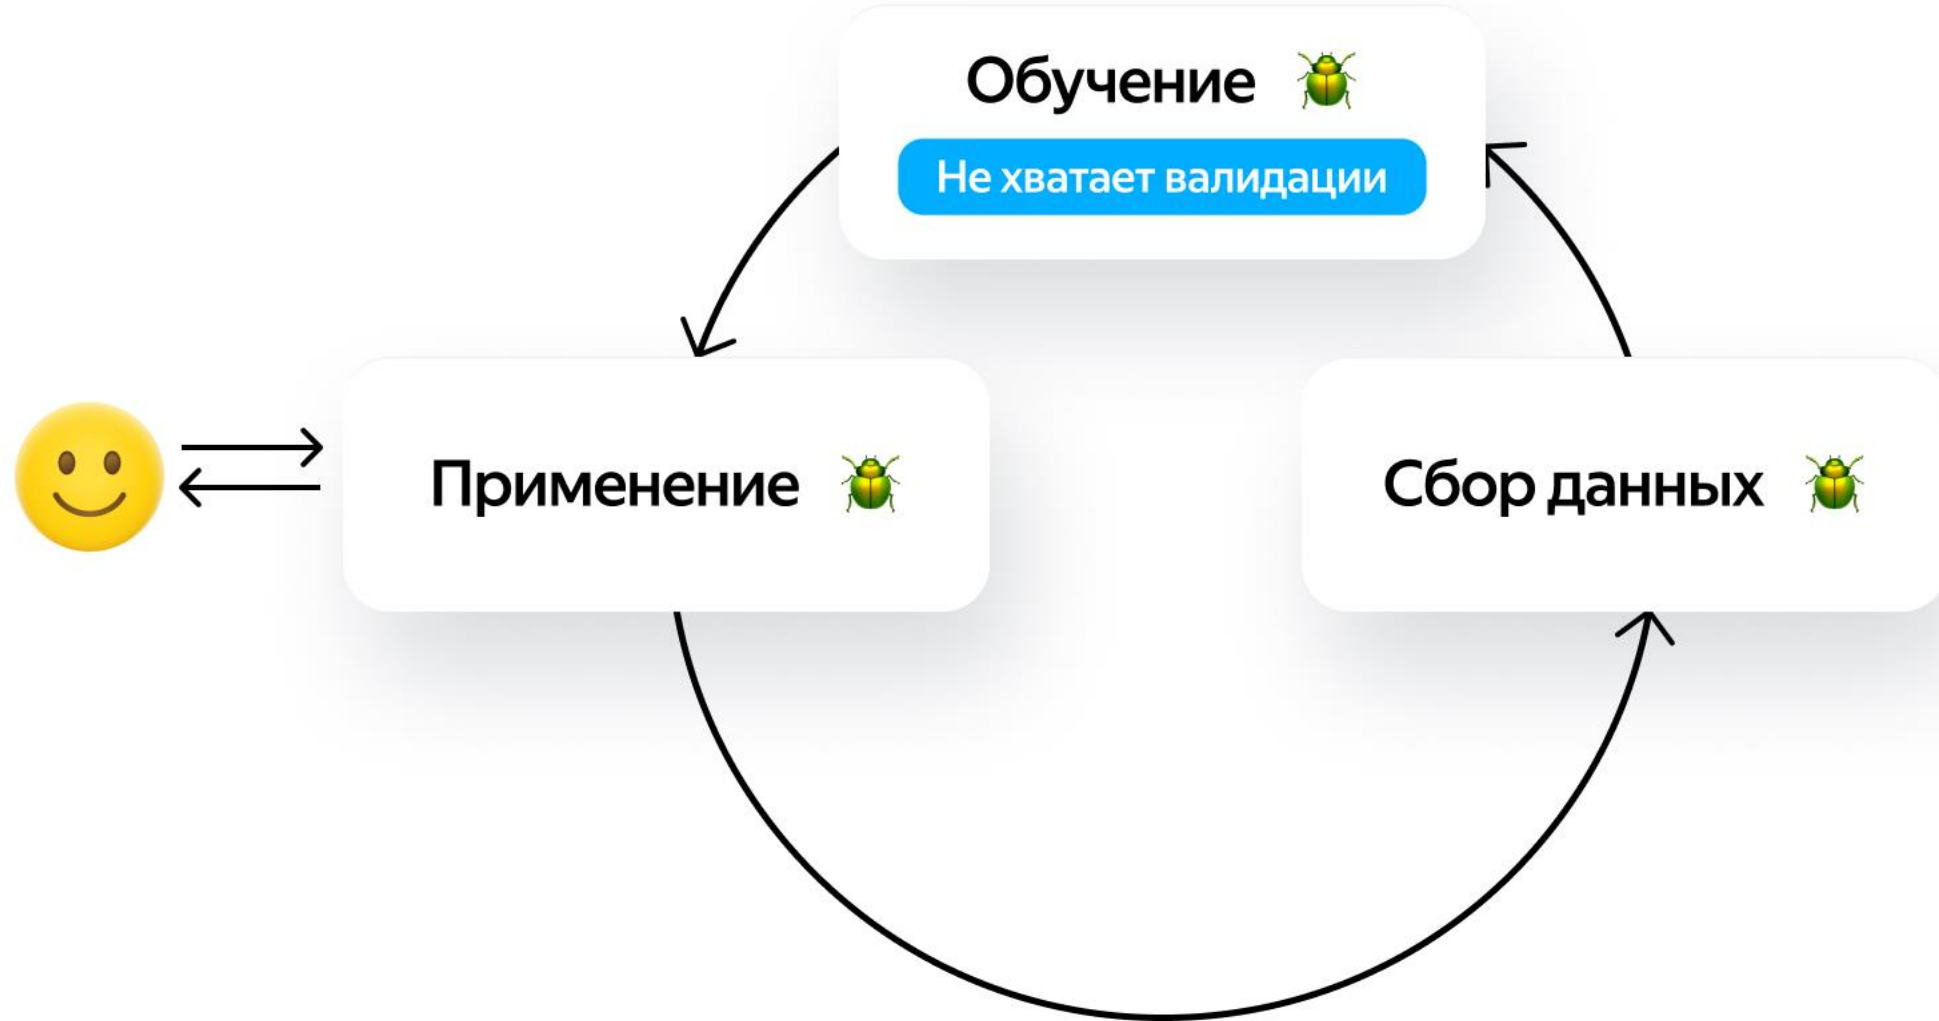 Обучение
Не хватает валидации
Применение
Сбор данных